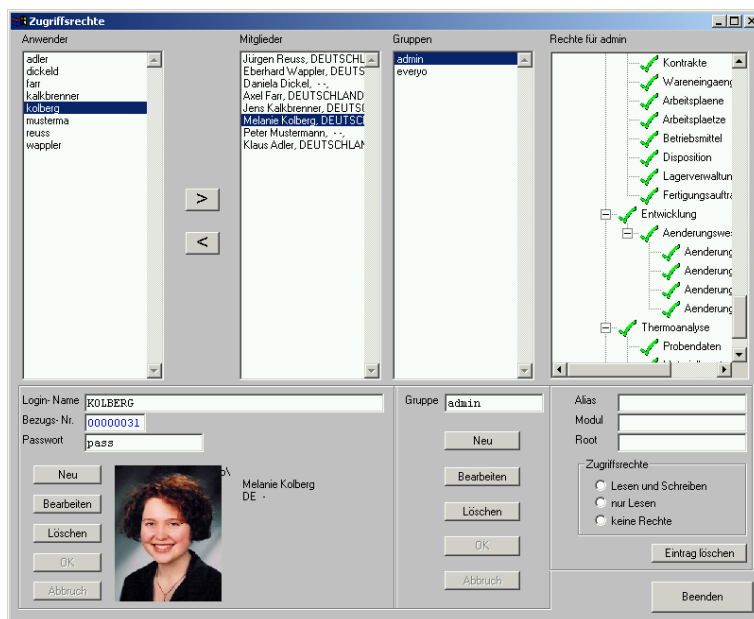 Zugriffsrechte
Anwender
adler
dickeld
farr
kalkbrenner
kolberg
musterma
reuss
wappler
>
<
Mitglieder
Jürgen Reuss, DEUTSCHL
Eberhard Wappler, DEUTS
Daniela Dickel, - -,
Axel Farr, DEUTSCHLAND
Jens Kalkbrenner, DEUTSC
Melanie Kolberg, DEUTSCI
Peter Mustermann, - -,
Klaus Adler, DEUTSCHLAN
Gruppen
admin
everyo
Rechte für admin
Kontrakte
Wareneingaeng
Arbeitsplaene
Arbeitsplaetze
Betriebsmittel
Disposition
Lagerverwaltun
Fertigungsauftra
Entwicklung
Aenderungswes
Aenderung
Aenderung
Aenderung
Aenderung
Thermoanalyse
Probendaten
Login- Name KOLBERG
Bezugs- Nr. 00000031
Passwort pass
Neu
Bearbeiten
Löschen
OK
Abbruch
Melanie Kolberg
DE -
Gruppe admin
Neu
Bearbeiten
Löschen
OK
Abbruch
Alias
Modul
Root
Zugriffsrechte
Lesen und Schreiben
nur Lesen
keine Rechte
Eintrag löschen
Beenden